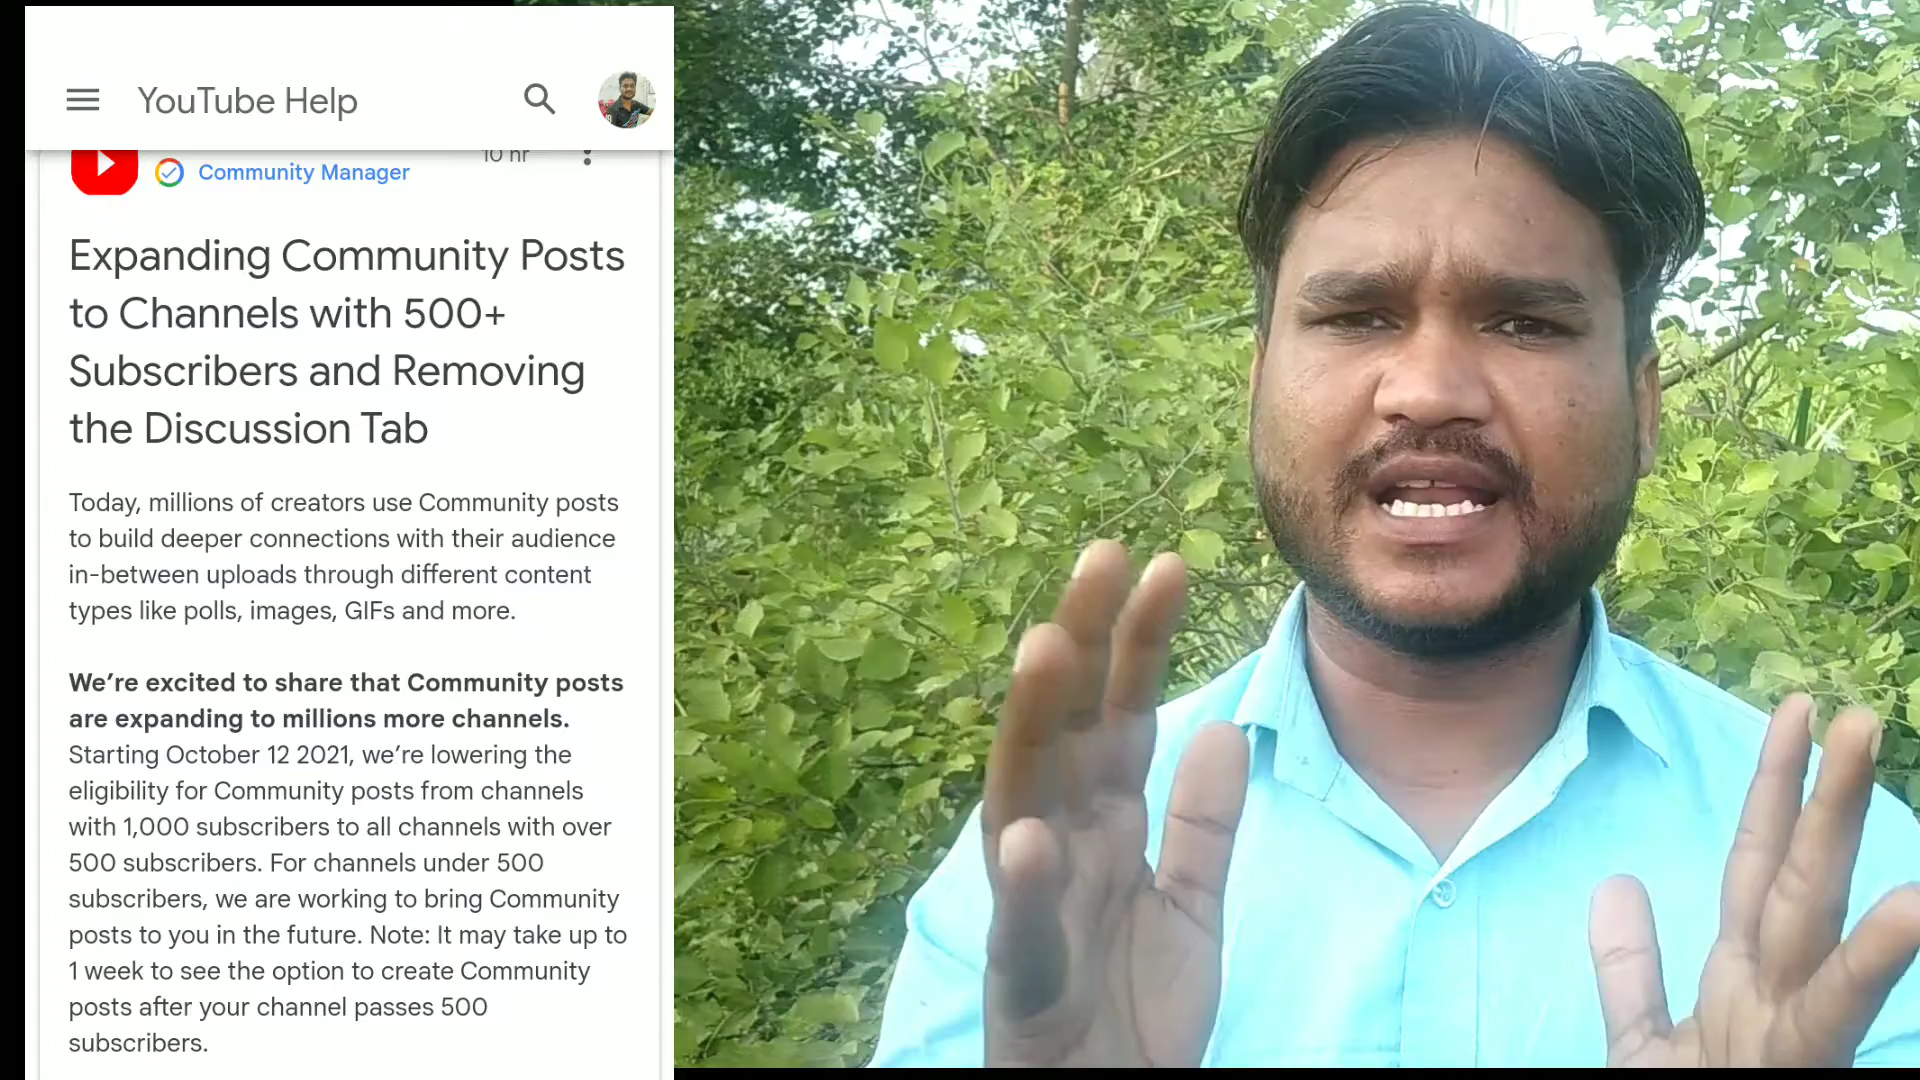 YouTube Help
10 hr
Community Manager
Expanding Community Posts
to Channels with 500+
Subscribers and Removing
the Discussion Tab
Today, millions of creators use Community posts
to build deeper connections with their audience
in-between uploads through different content
types like polls, images, GIFs and more.
We’re excited to share that Community posts
are expanding to millions more channels.
Starting October 12 2021, we’re lowering the
eligibility for Community posts from channels
with 1,000 subscribers to all channels with over
500 subscribers. For channels under 500
subscribers, we are working to bring Community
posts to you in the future. Note: It may take up to
1 week to see the option to create Community
posts after your channel passes 500
subscribers.